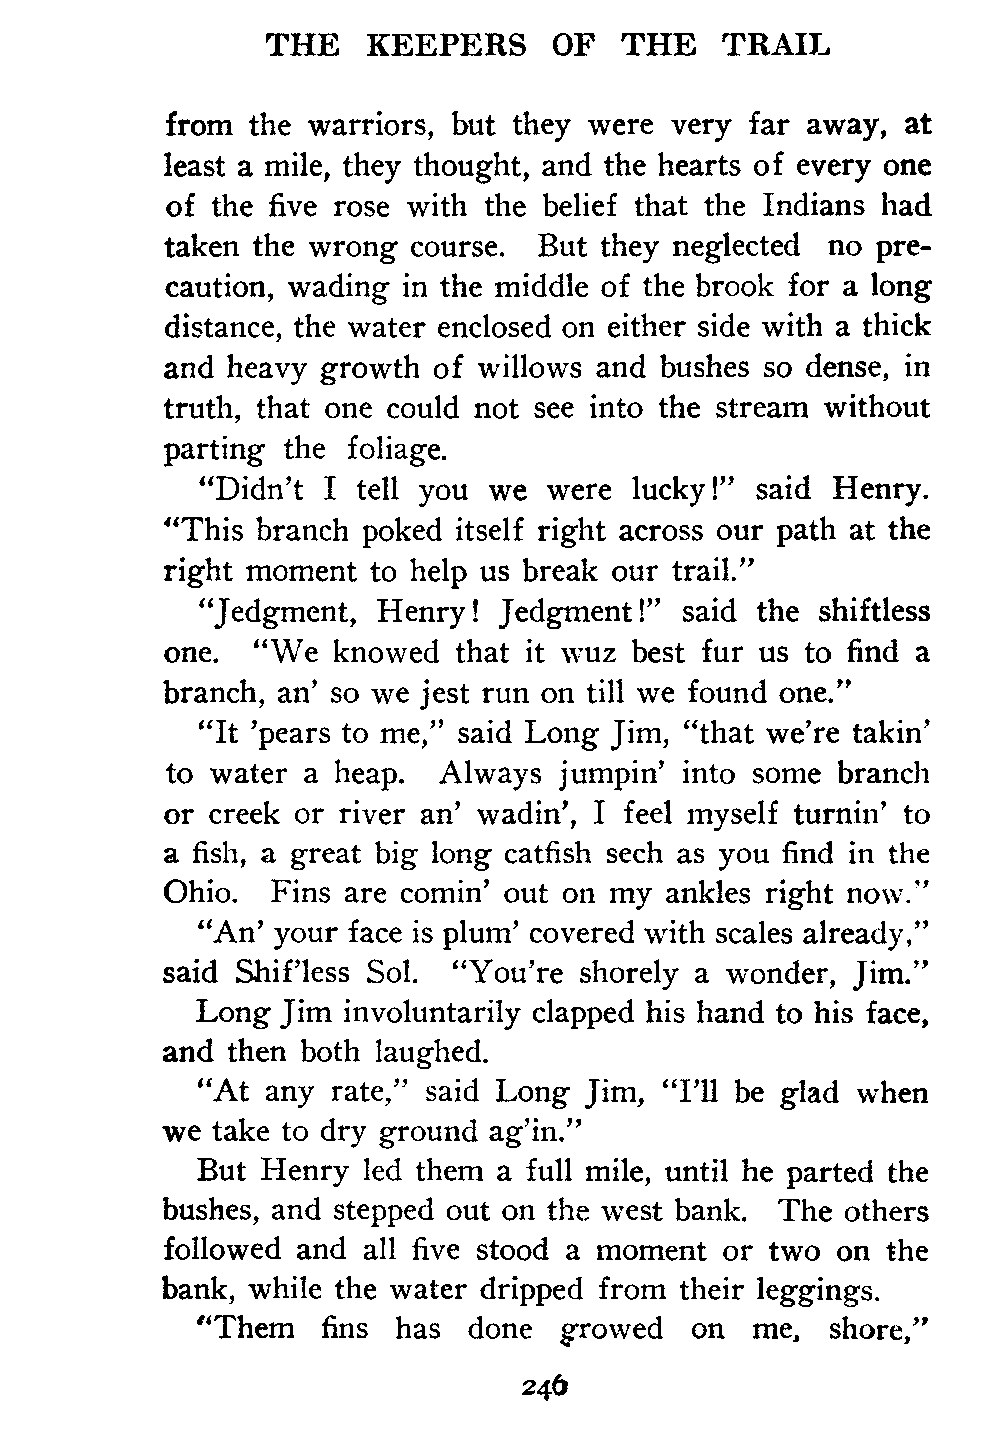 THE KEEPERS OF THE TRAIL
from the warriors, but they were very far away, at
least a mile, they thought, and the hearts of every one
of the five rose with the belief that the Indians had
taken the wrong course. But they neglected no pre-
caution, wading in the middle of the brook for a long
distance, the water enclosed on either side with a thick
and heavy growth of willows and bushes so dense, in
truth, that one could not see into the stream without
parting the foliage.
"Didn't I tell you we were lucky!" said Henry.
"This branch poked itself right across our path at the
right moment to help us break our trail."
"Jedgment, Henry! Jedgment!" said the shiftless
one. "We knowed that it wuz best fur us to find a
branch, an' so we jest run on till we found one."
"It 'pears to me," said Long Jim, "that we're takin'
to water a heap. Always jumpin' into some branch
or creek or river an' wadin', I feel myself turnin' to
a fish, a great big long catfish sech as you find in the
Ohio. Fins are comin' out on my ankles right now."
"An' your face is plum' covered with scales already,"
said Shif'less Sol. "You're shorely a wonder, Jim."
Long Jim involuntarily clapped his hand to his face,
and then both laughed.
"At any rate," said Long Jim, "I'll be glad when
we take to dry ground ag'in."
But Henry led them a full mile, until he parted the
bushes, and stepped out on the west bank. The others
followed and all five stood a moment or two on the
bank, while the water dripped from their leggings.
"Them fins has done growed on me, shore,"
246